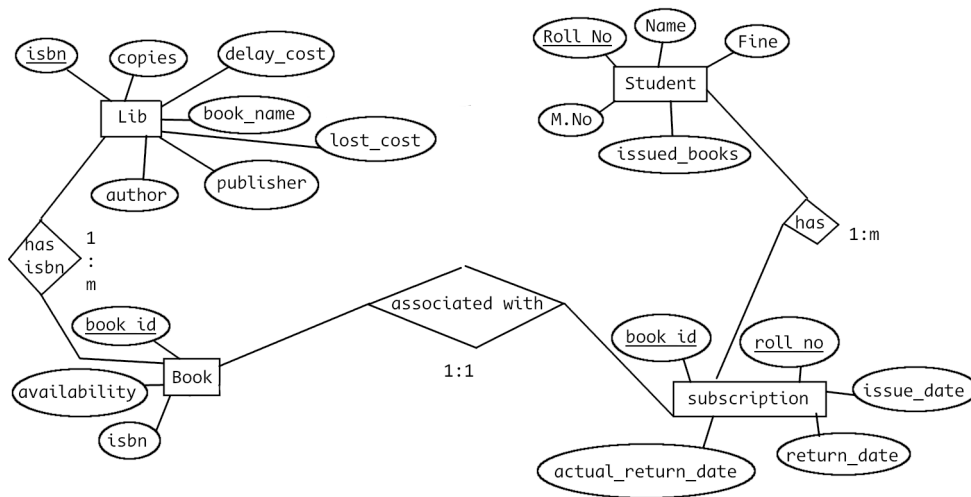 isbn
copies
delay_cost
Lib
book_name
lost_cost
author
publisher
Roll No
Name
Fine
Student
M.No
issued_books
has
isbn
1
:
m
has
1:m
associated with
1:1
book id
Book
availability
isbn
book id
roll no
subscription
issue_date
actual_return_date
return_date